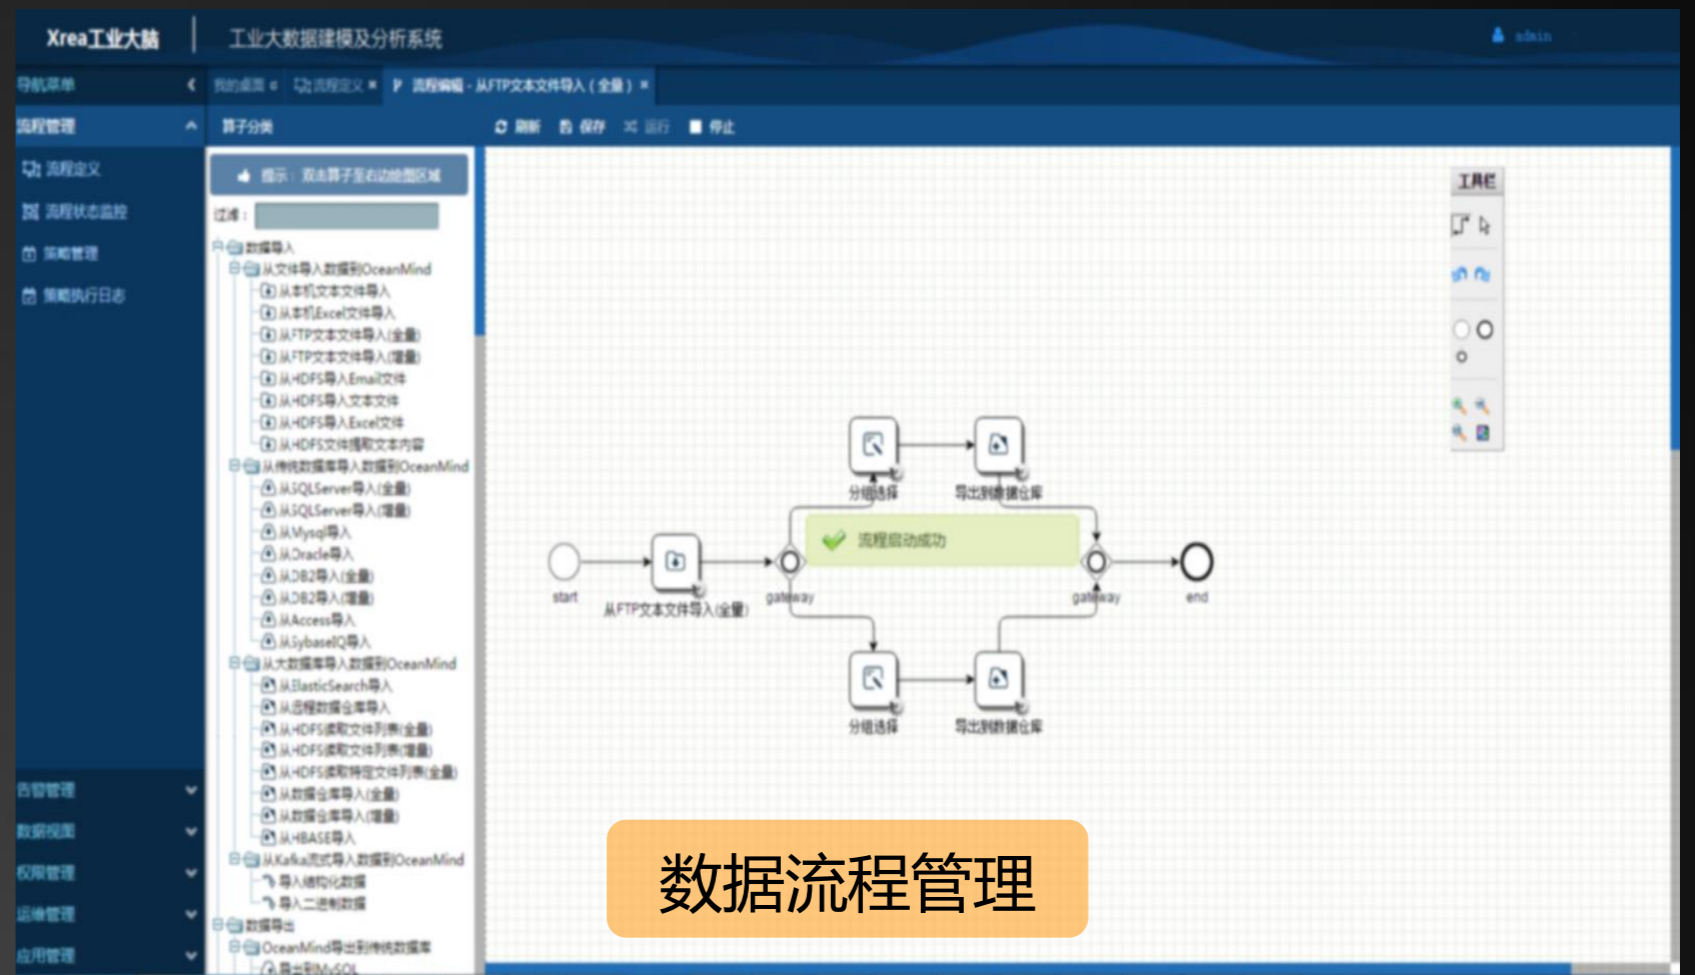 Xrea工业大脑
工业大数据建模及分析系统
admin
导航菜单
我的桌面
流程定义
流程编辑 - 从FTP文本文件导入(全量)
流程管理
算子分类
刷新
保存
运行
停止
流程定义
流程状态监控
策略管理
策略执行日志
告警管理
数据视图
权限管理
运维管理
应用管理
提示:双击算子至右边绘图区域
过滤:
数据导入
从文件导入数据到OceanMind
从本机文本文件导入
从本机Excel文件导入
从FTP文本文件导入(全量)
从FTP文本文件导入(增量)
从HDFS导入Email文件
从HDFS导入文本文件
从HDFS导入Excel文件
从HDFS文件提取文本内容
从传统数据库导入数据到OceanMind
从SQLServer导入(全量)
从SQLServer导入(增量)
从Mysql导入
从Oracle导入
从DB2导入(全量)
从DB2导入(增量)
从Access导入
从SybaseIQ导入
从大数据库导入数据到OceanMind
从ElasticSearch导入
从远程数据仓库导入
从HDFS读取文件列表(全量)
从HDFS读取文件列表(增量)
从HDFS读取特定文件列表(全量)
从数据仓库导入(全量)
从数据仓库导入(增量)
从HBASE导入
从Kafka流式导入数据到OceanMind
导入结构化数据
导入二进制数据
数据导出
OceanMind导出到传统数据库
导出到MySQL
工具栏
分组选择
导出到数据仓库
流程启动成功
start
从FTP文本文件导入(全量)
gateway
gateway
end
分组选择
导出到数据仓库
数据流程管理